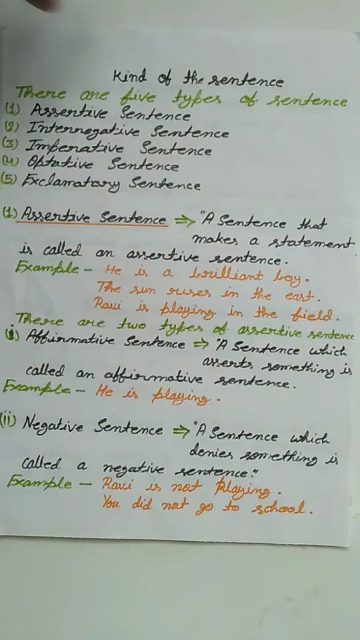 Kind of the sentence
There are five types of sentence
(1) Assertive Sentence
(2) Interregative Sentence
(3) Imperative Sentence
(4) Optative Sentence
(5) Exclamatory Sentence
(1) Assertive Sentence ⇒ "A Sentence that
makes a statement
is called an assertive sentence.
Example - He is a brilliant boy.
The sun rises in the east.
Ravi is playing in the field.
There are two types of assertive sentence
(i) Affirmative Sentence ⇒ "A Sentence which
asserts something is
called an affirmative sentence.
Example - He is playing.
(ii) Negative Sentence ⇒ "A Sentence which
denies something is
called a negative sentence."
Example - Ravi is not Playing.
You did not go to school.